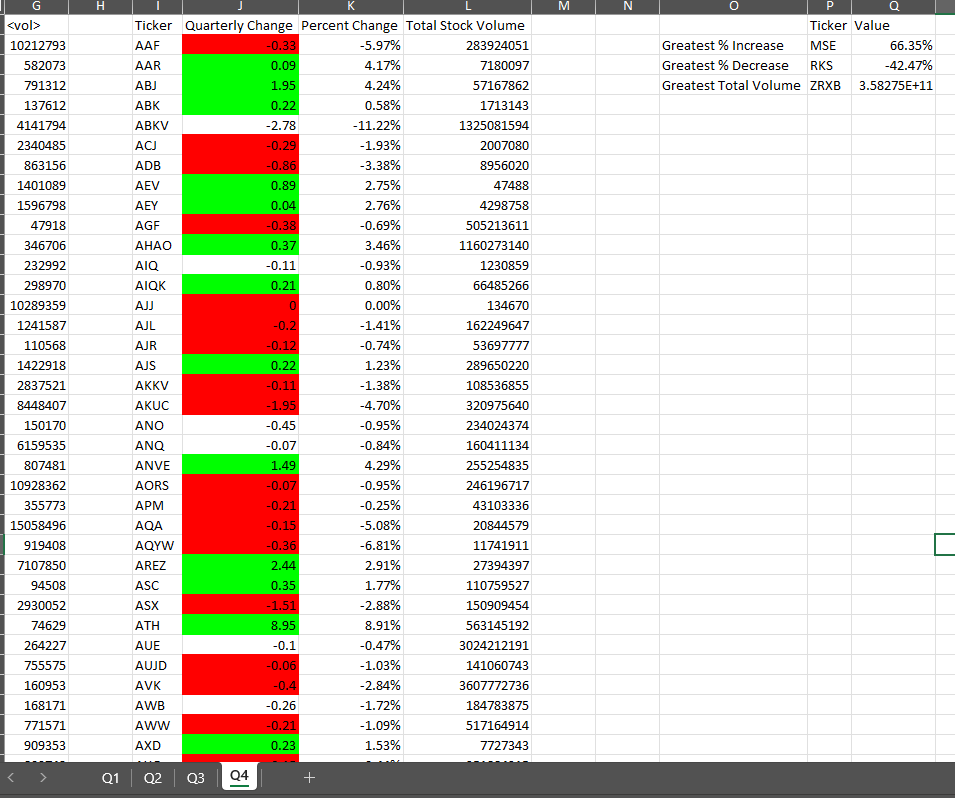 G H I J K L M N O P Q
<vol> Ticker Quarterly Change Percent Change Total Stock Volume Ticker Value
10212793 AAF -0.33 -5.97% 283924051 Greatest % Increase MSE 66.35%
582073 AAR 0.09 4.17% 7180097 Greatest % Decrease RKS -42.47%
791312 ABJ 1.95 4.24% 57167862 Greatest Total Volume ZRXB 3.58275E+11
137612 ABK 0.22 0.58% 1713143
4141794 ABKV -2.78 -11.22% 1325081594
2340485 ACJ -0.29 -1.93% 2007080
863156 ADB -0.86 -3.38% 8956020
1401089 AEV 0.89 2.75% 47488
1596798 AEY 0.04 2.76% 4298758
47918 AGF -0.38 -0.69% 505213611
346706 AHAO 0.37 3.46% 1160273140
232992 AIQ -0.11 -0.93% 1230859
298970 AIQK 0.21 0.80% 66485266
10289359 AJJ 0 0.00% 134670
1241587 AJL -0.2 -1.41% 162249647
110568 AJR -0.12 -0.74% 53697777
1422918 AJS 0.22 1.23% 289650220
2837521 AKKV -0.11 -1.38% 108536855
8448407 AKUC -1.95 -4.70% 320975640
150170 ANO -0.45 -0.95% 234024374
6159535 ANQ -0.07 -0.84% 160411134
807481 ANVE 1.49 4.29% 255254835
10928362 AORS -0.07 -0.95% 246196717
355773 APM -0.21 -0.25% 43103336
15058496 AQA -0.15 -5.08% 20844579
919408 AQYW -0.36 -6.81% 11741911
7107850 AREZ 2.44 2.91% 27394397
94508 ASC 0.35 1.77% 110759527
2930052 ASX -1.51 -2.88% 150909454
74629 ATH 8.95 8.91% 563145192
264227 AUE -0.1 -0.47% 3024212191
755575 AUJD -0.06 -1.03% 141060743
160953 AVK -0.4 -2.84% 3607772736
168171 AWB -0.26 -1.72% 184783875
771571 AWW -0.21 -1.09% 517164914
909353 AXD 0.23 1.53% 7727343
Q1 Q2 Q3 Q4 +